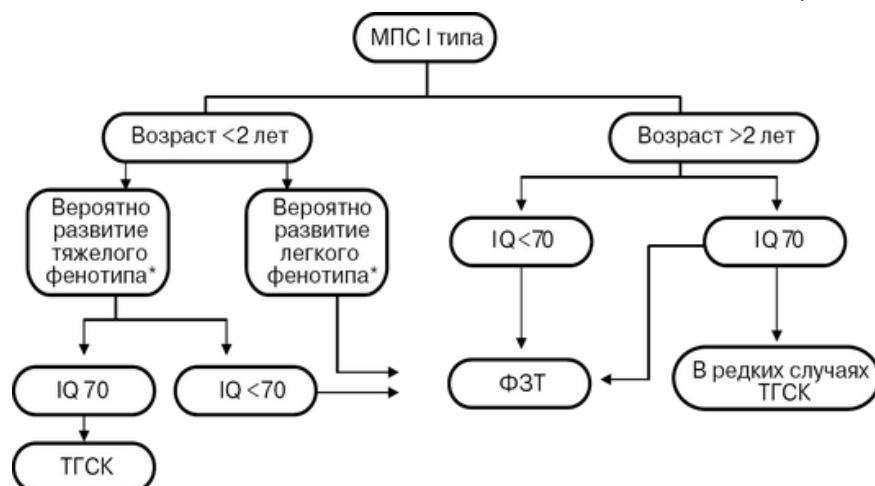 МПС I типа
Возраст <2 лет
Возраст >2 лет
Вероятно
развитие
тяжелого
фенотипа*
Вероятно
развитие
легкого
фенотипа*
IQ <70
IQ 70
IQ 70
IQ <70
ФЗТ
В редких случаях
ТГСК
ТГСК